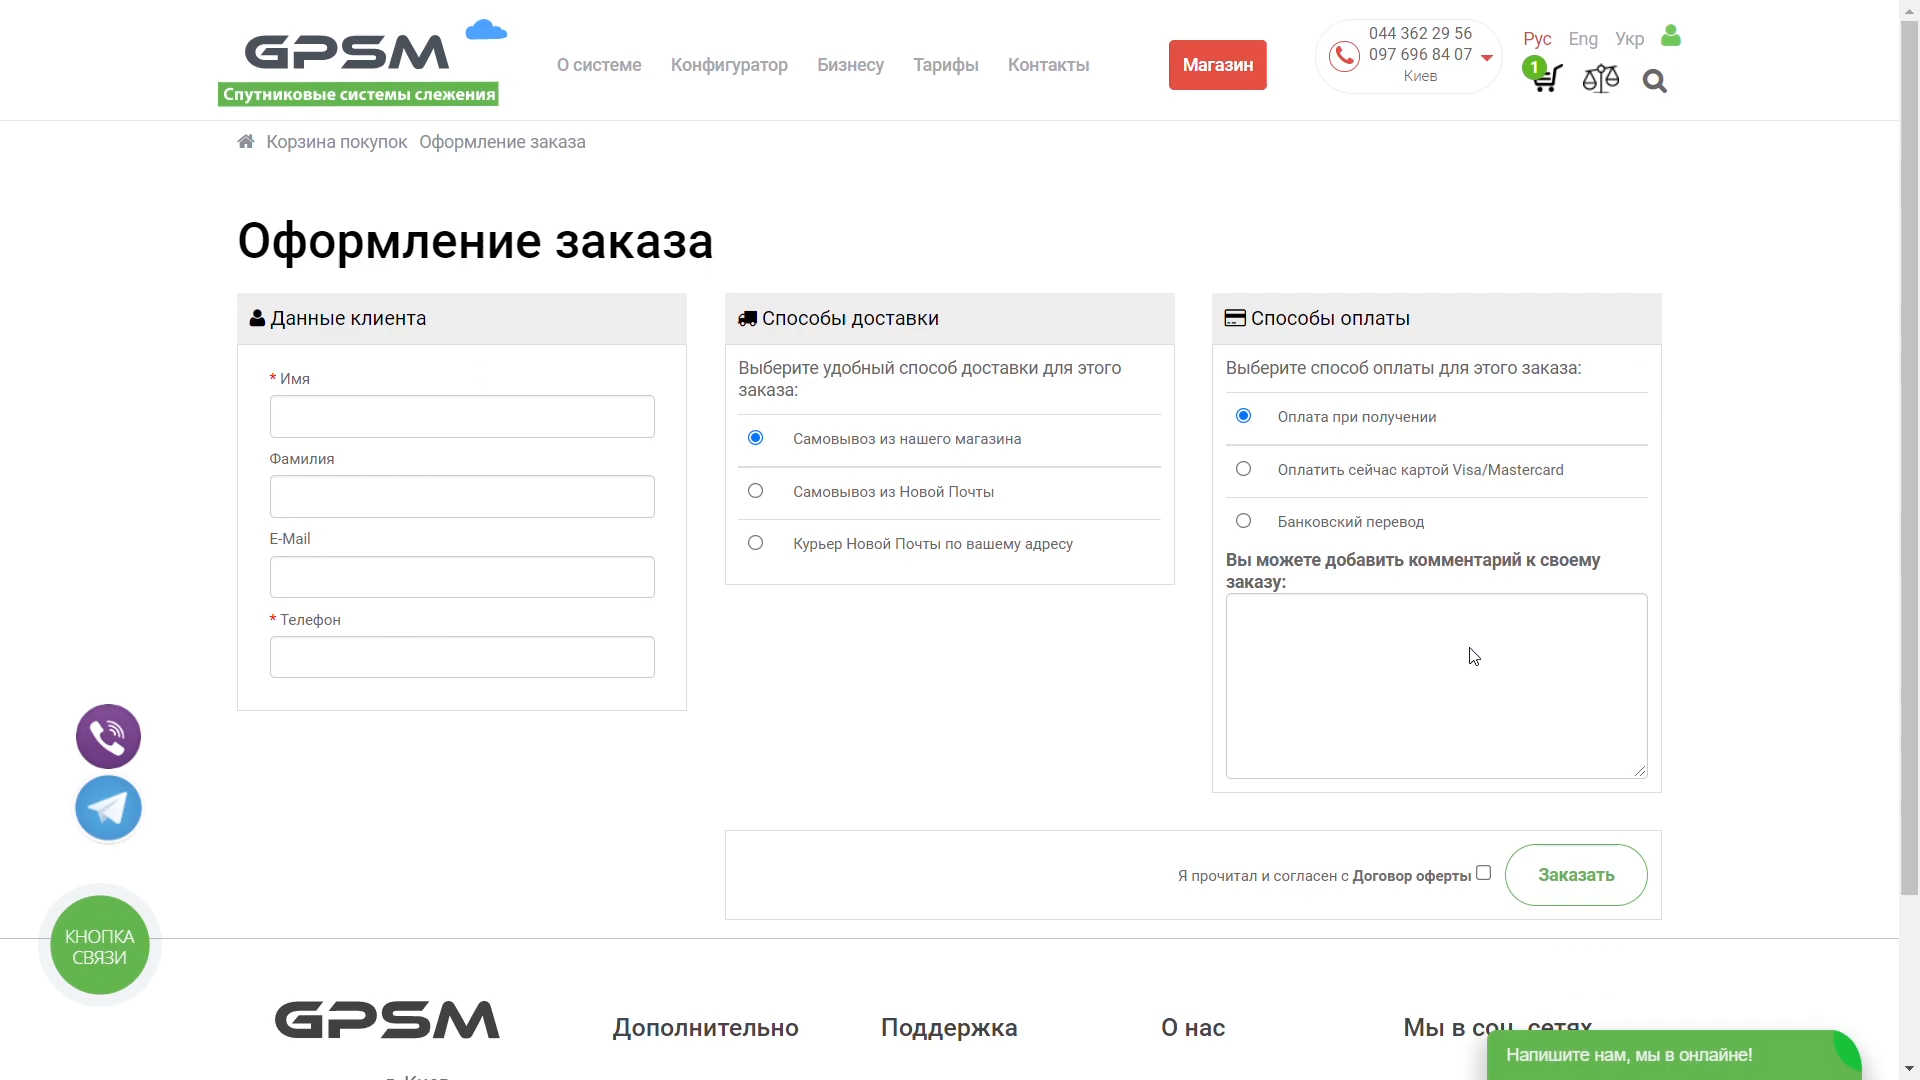 GPSM
Спутниковые системы слежения
О системе
Конфигуратор
Бизнесу
Тарифы
Контакты
Магазин
044 362 29 56
097 696 84 07
Киев
Рус
Eng
Укр
1
Корзина покупок
Оформление заказа
Оформление заказа
Данные клиента
* Имя
Фамилия
E-Mail
* Телефон
Способы доставки
Выберите удобный способ доставки для этого
заказа:
Самовывоз из нашего магазина
Самовывоз из Новой Почты
Курьер Новой Почты по вашему адресу
Способы оплаты
Выберите способ оплаты для этого заказа:
Оплата при получении
Оплатить сейчас картой Visa/Mastercard
Банковский перевод
Вы можете добавить комментарий к своему
заказу:
Я прочитал и согласен с Договор оферты
Заказать
КНОПКА
СВЯЗИ
GPSM
Дополнительно
Поддержка
О нас
Мы в соц. сетях
Напишите нам, мы в онлайне!